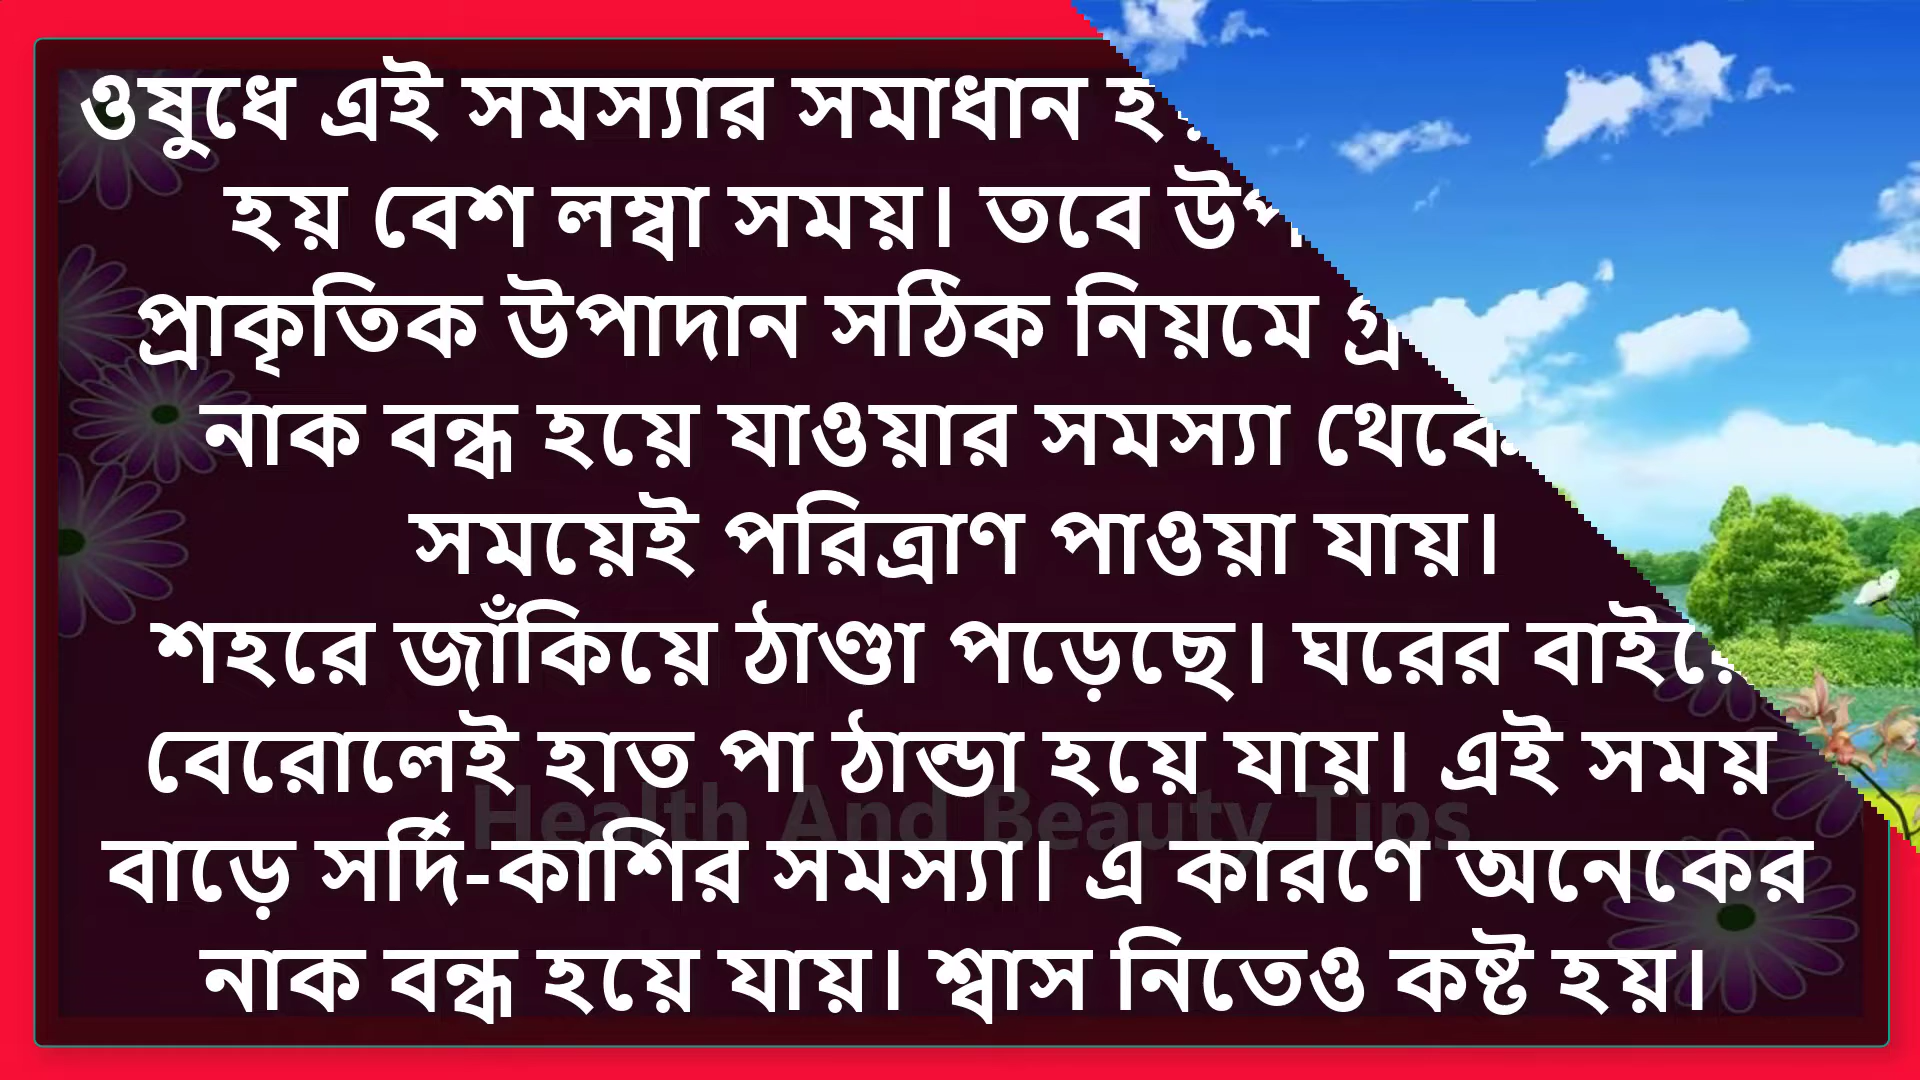 ওষুধে এই সমস্যার সমাধান
হয় বেশ লম্বা সময়। তবে
প্রাকৃতিক উপাদান সঠিক নিয়মে
নাক বন্ধ হয়ে যাওয়ার সমস্যা
সময়েই পরিত্রাণ পাওয়া যায়।
শহরে জাঁকিয়ে ঠাণ্ডা পড়েছে। ঘরের বাইরে
বেরোলেই হাত পা ঠান্ডা হয়ে যায়। এই সময়
Health And Beauty Tips
বাড়ে সর্দি-কাশির সমস্যা। এ কারণে অনেকের
নাক বন্ধ হয়ে যায়। শ্বাস নিতেও কষ্ট হয়।